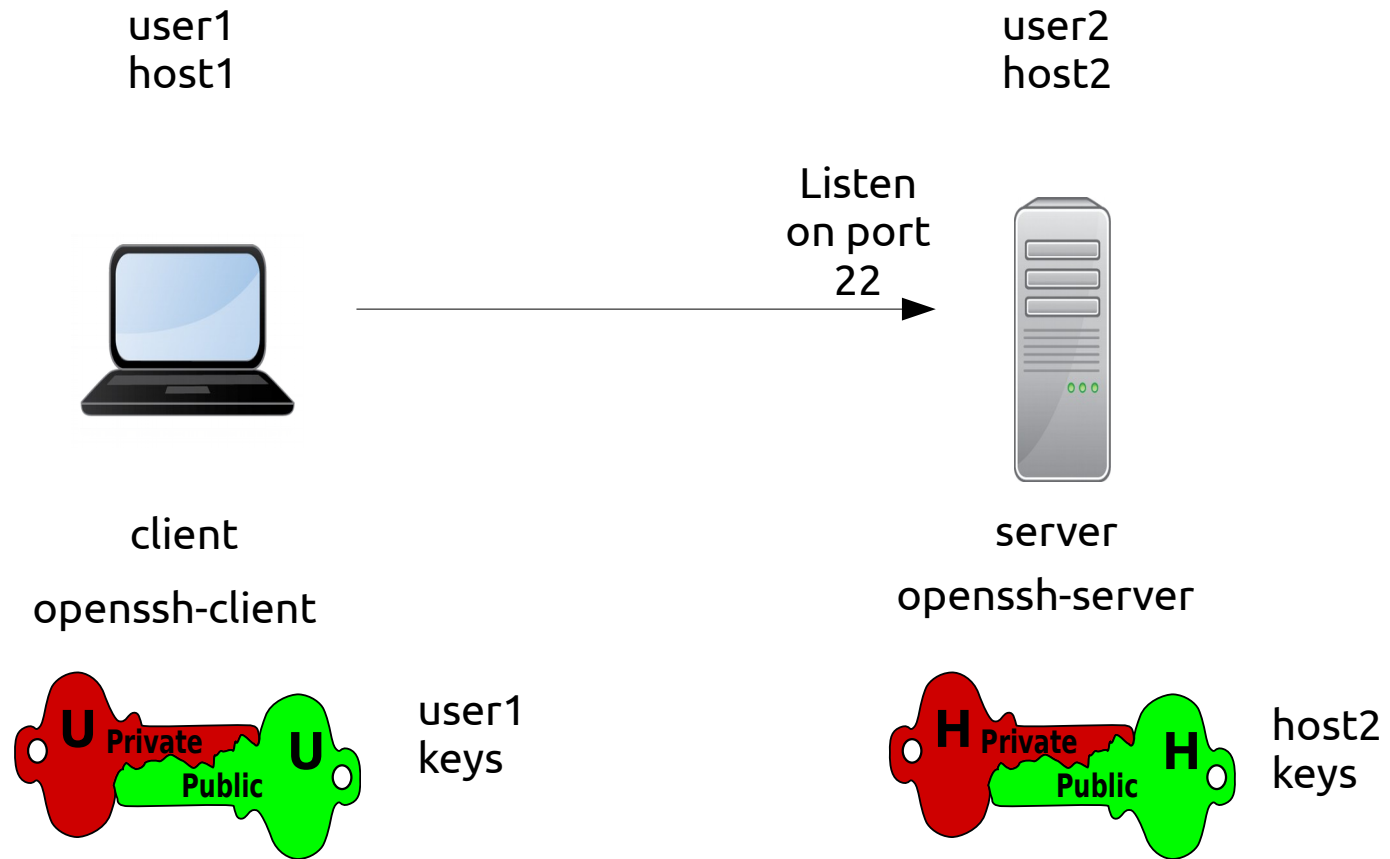 user1
host1
user2
host2
Listen
on port
22
client
openssh-client
server
openssh-server
U
Private
U
Public
user1
keys
H
Private
H
Public
host2
keys